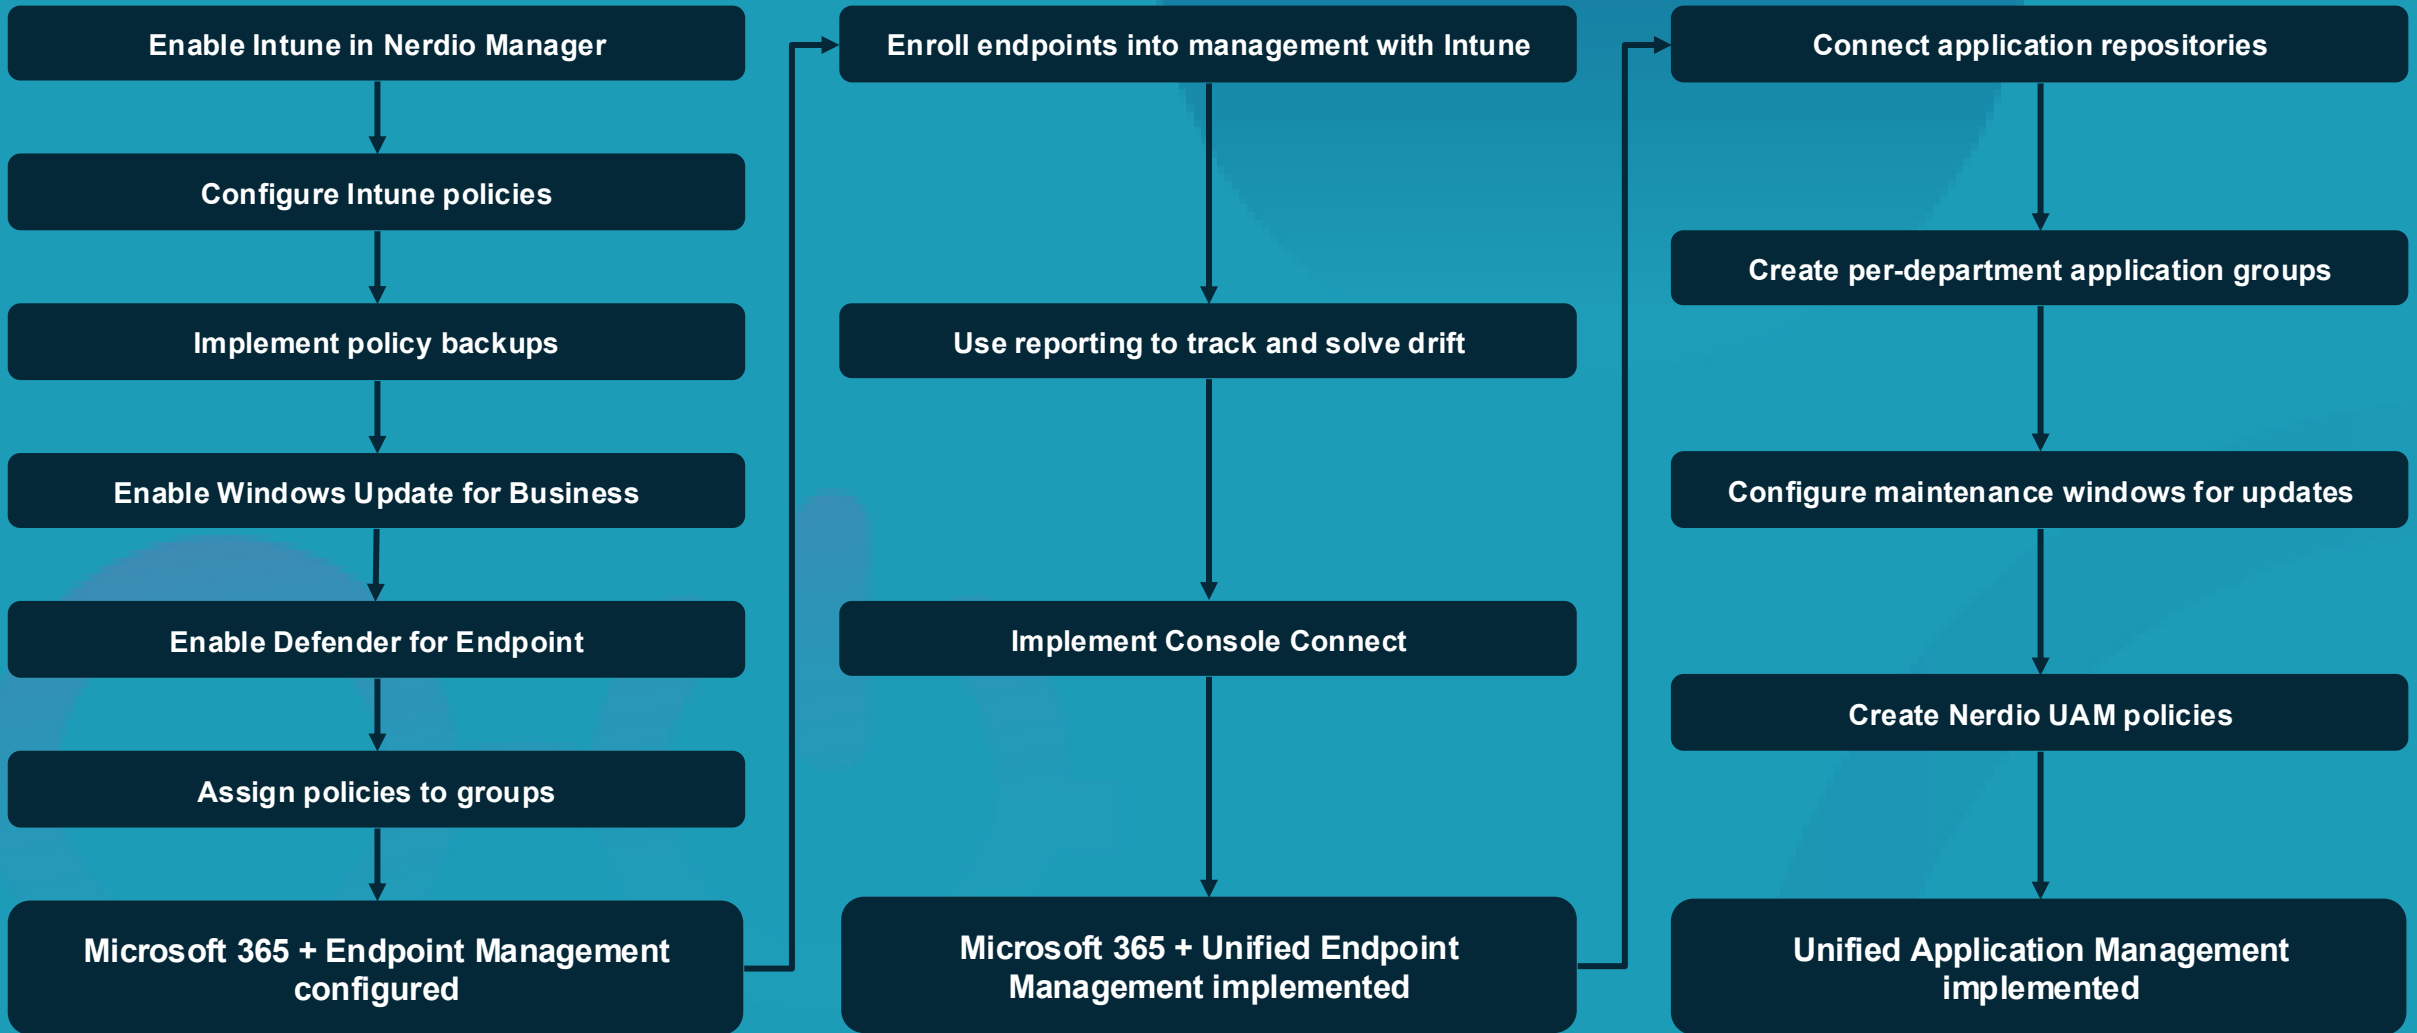 Enable Intune in Nerdio Manager
Configure Intune policies
Implement policy backups
Enable Windows Update for Business
Enable Defender for Endpoint
Assign policies to groups
Microsoft 365 + Endpoint Management
configured
Enroll endpoints into management with Intune
Use reporting to track and solve drift
Implement Console Connect
Microsoft 365 + Unified Endpoint
Management implemented
Connect application repositories
Create per-department application groups
Configure maintenance windows for updates
Create Nerdio UAM policies
Unified Application Management
implemented